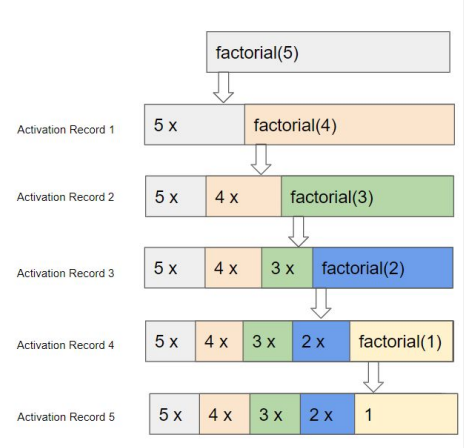 factorial(5)
Activation Record 1 5 x factorial(4)
Activation Record 2 5 x 4 x factorial(3)
Activation Record 3 5 x 4 x 3 x factorial(2)
Activation Record 4 5 x 4 x 3 x 2 x factorial(1)
Activation Record 5 5 x 4 x 3 x 2 x 1